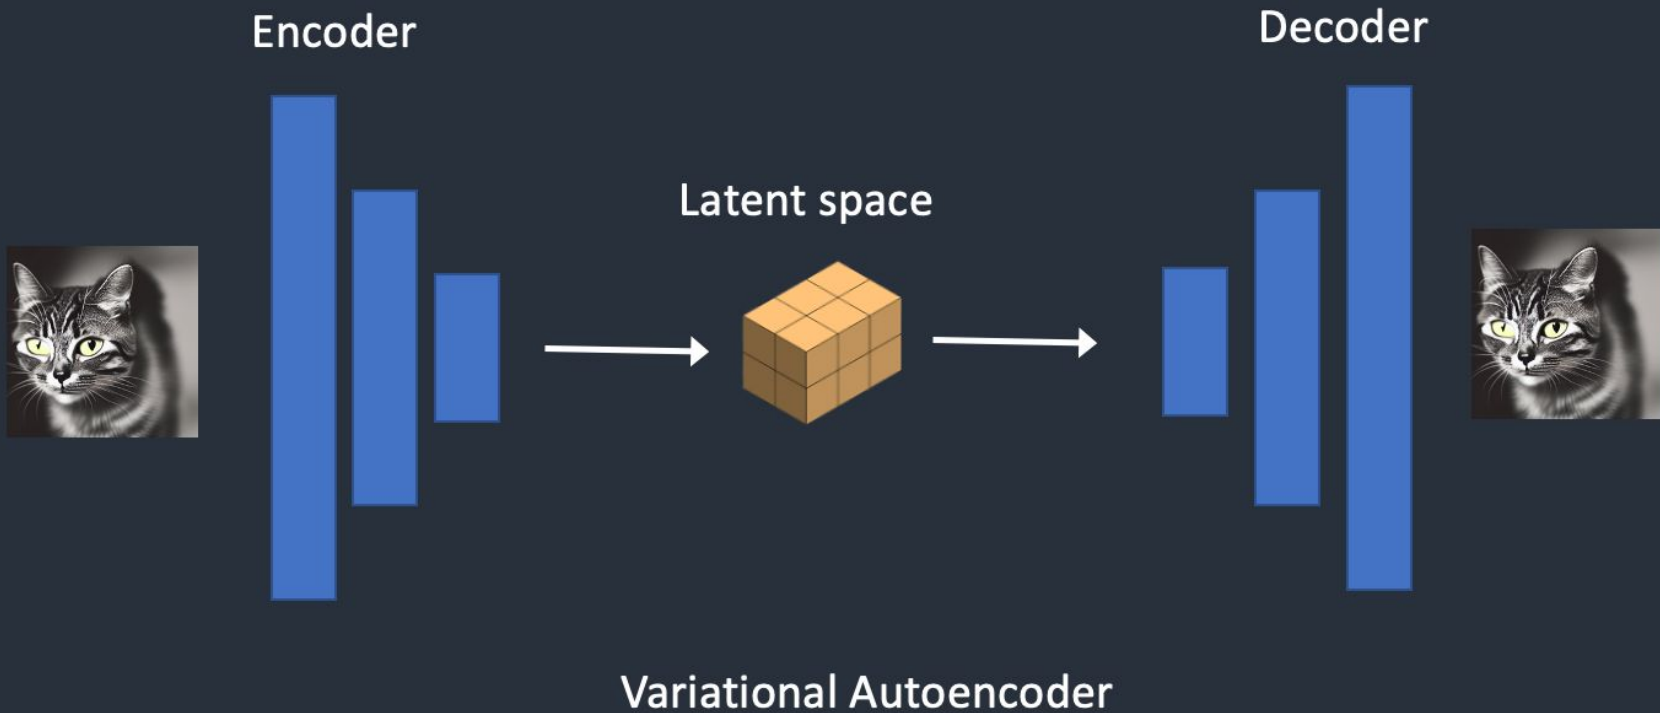 Encoder
Decoder
Latent space
Variational Autoencoder